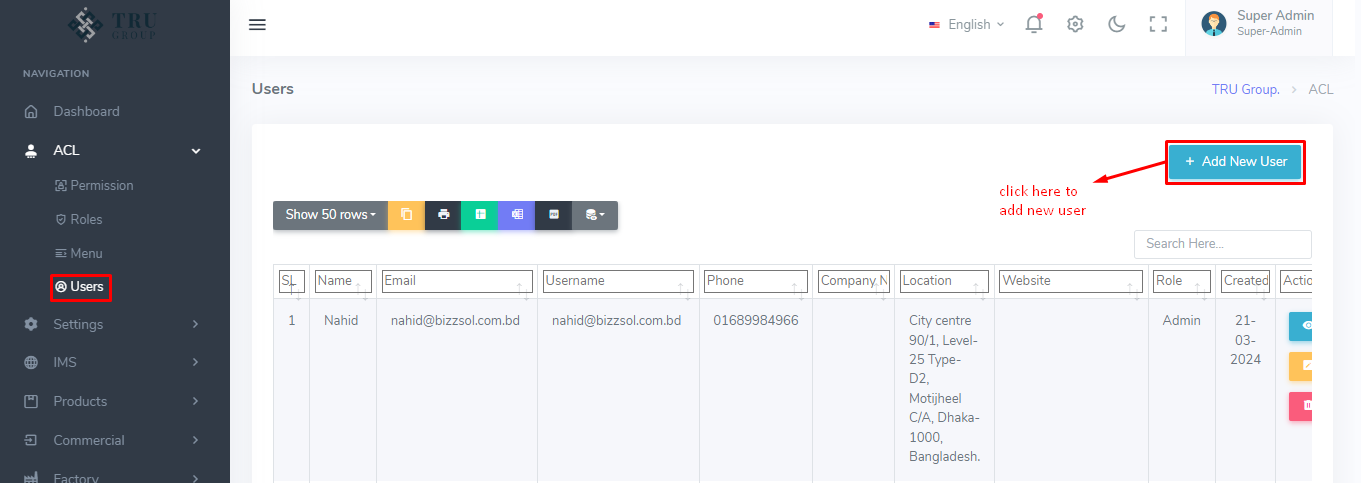 TRU
GROUP
English
Super Admin
Super-Admin
NAVIGATION
Dashboard
ACL
Permission
Roles
Menu
Users
Settings
IMS
Products
Commercial
Factory
Users
TRU Group. > ACL
+ Add New User
click here to
add new user
Show 50 rows
PDF
Search Here...
SL Name Email Username Phone Company N Location Website Role Created Actio
1 Nahid nahid@bizzsol.com.bd nahid@bizzsol.com.bd 01689984966 City centre Admin 21-
90/1, Level- 03-
25 Type- 2024
D2,
Motijheel
C/A, Dhaka-
1000,
Bangladesh.